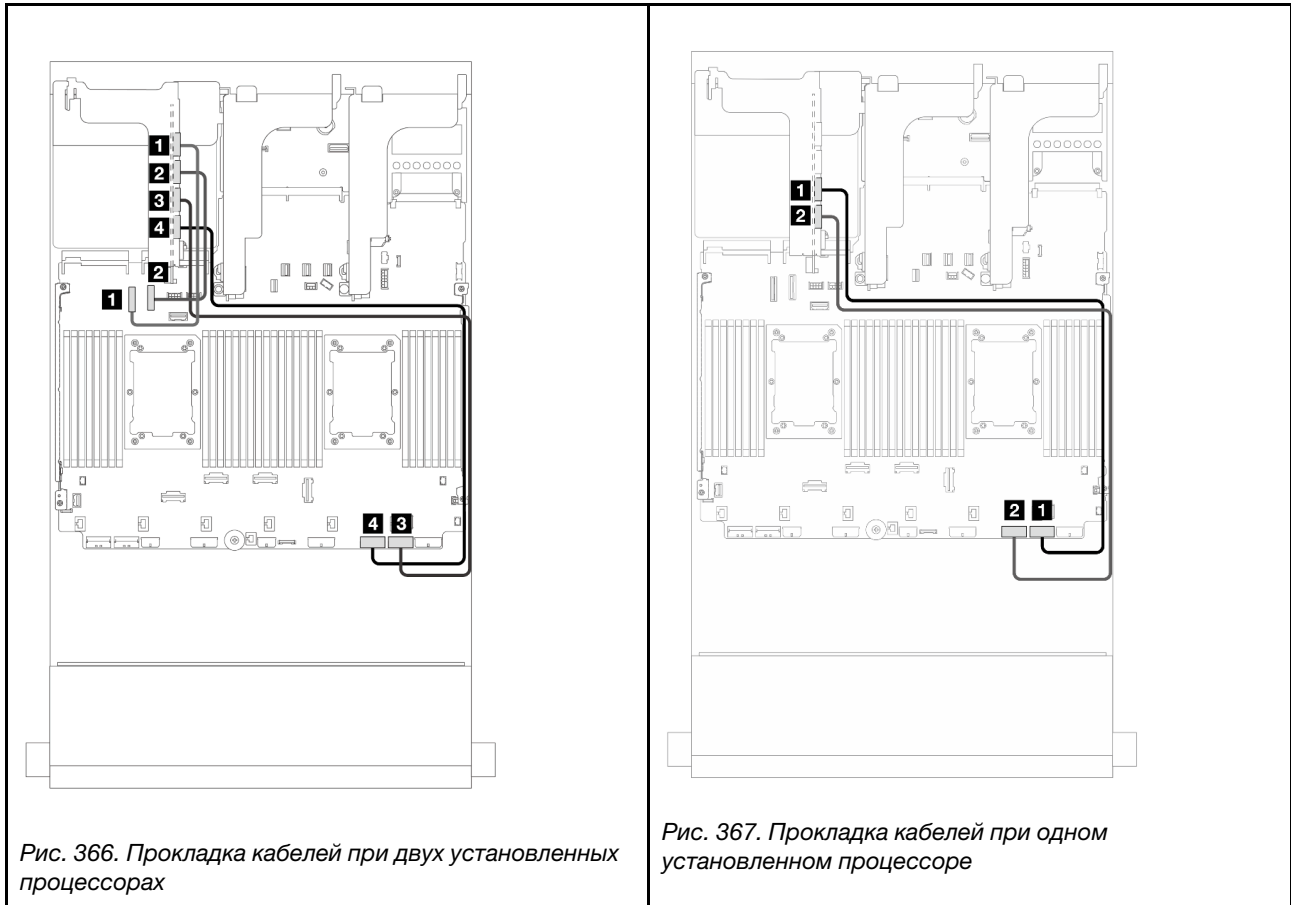 1
2
3
4
2
1
4 3
Рис. 366. Прокладка кабелей при двух установленных
процессорах
1
2
2 1
Рис. 367. Прокладка кабелей при одном
установленном процессоре